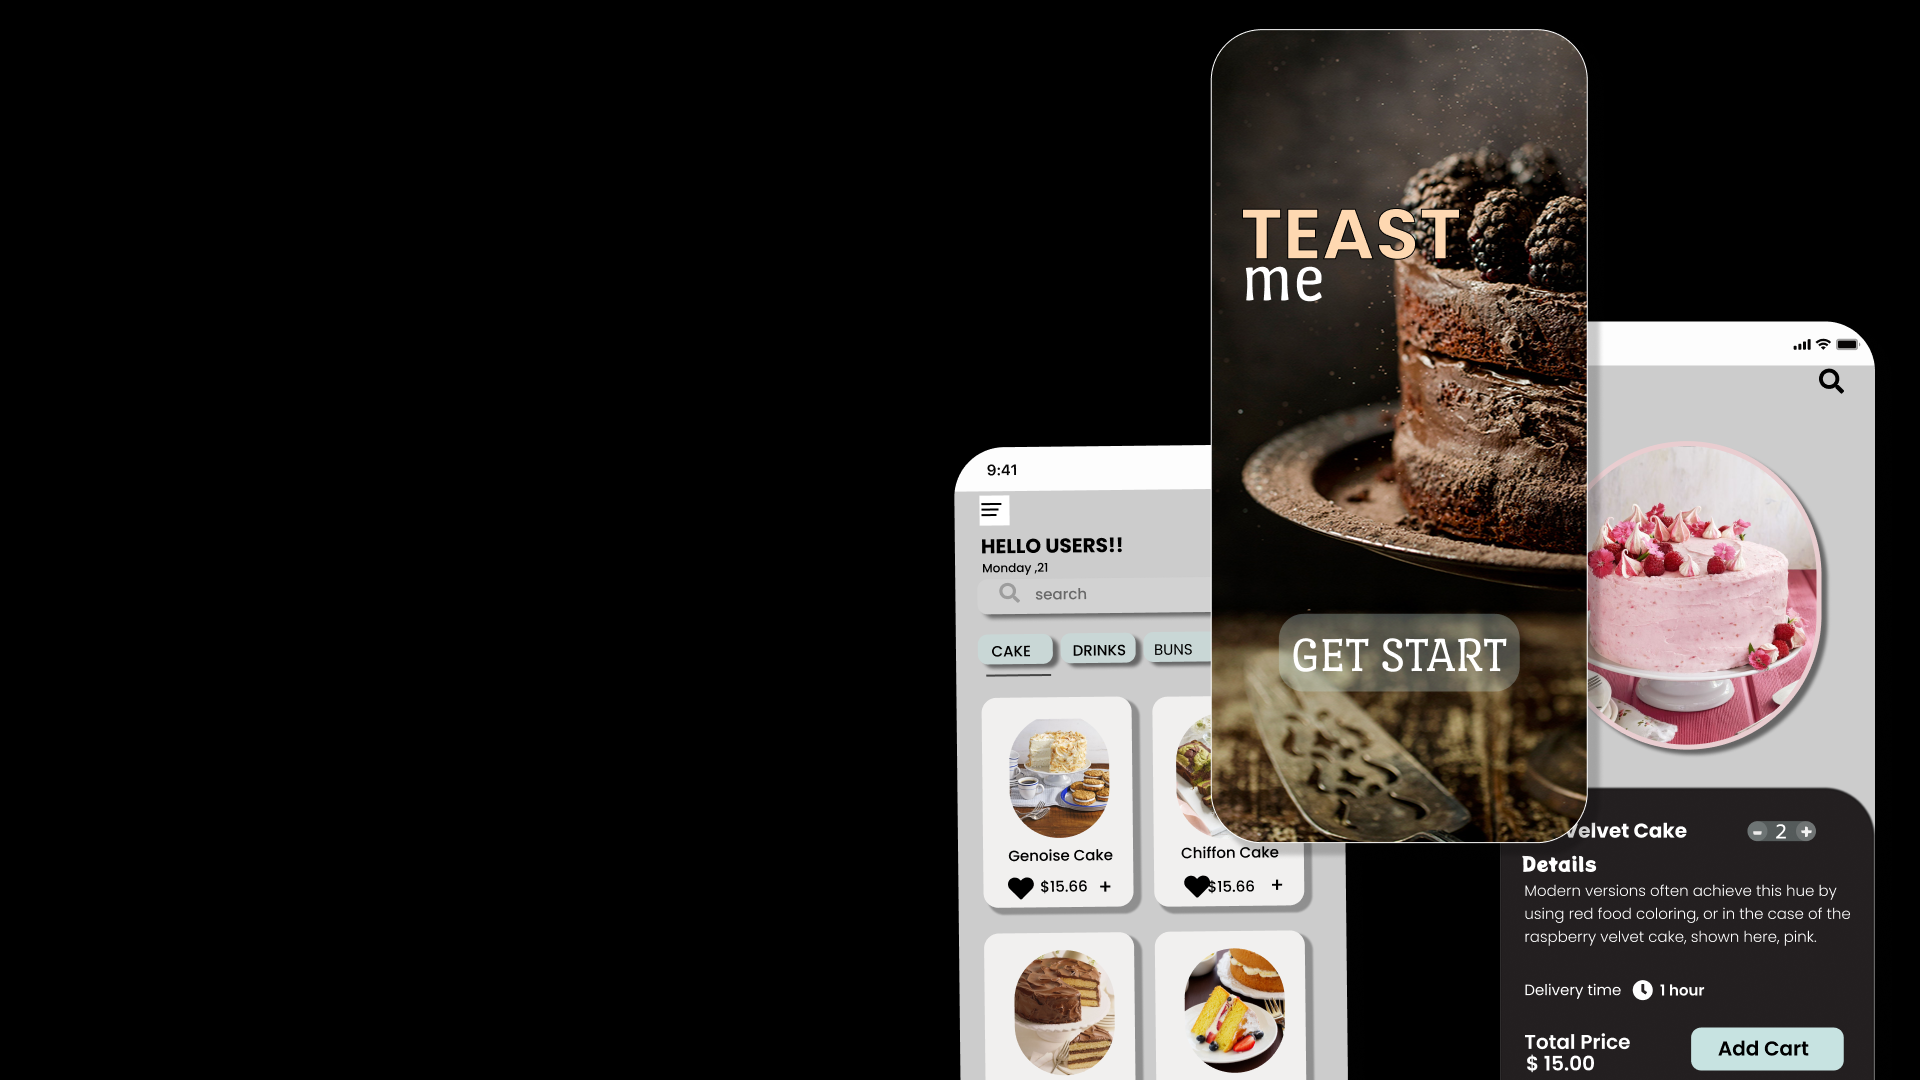 TEAST
me
GET START
9:41
HELLO USERS!!
Monday ,21
search
CAKE
DRINKS
BUNS
Genoise Cake
$15.66 +
Chiffon Cake
$15.66 +
Velvet Cake
- 2 +
Details
Modern versions often achieve this hue by
using red food coloring, or in the case of the
raspberry velvet cake, shown here, pink.
Delivery time 1 hour
Total Price
$ 15.00
Add Cart